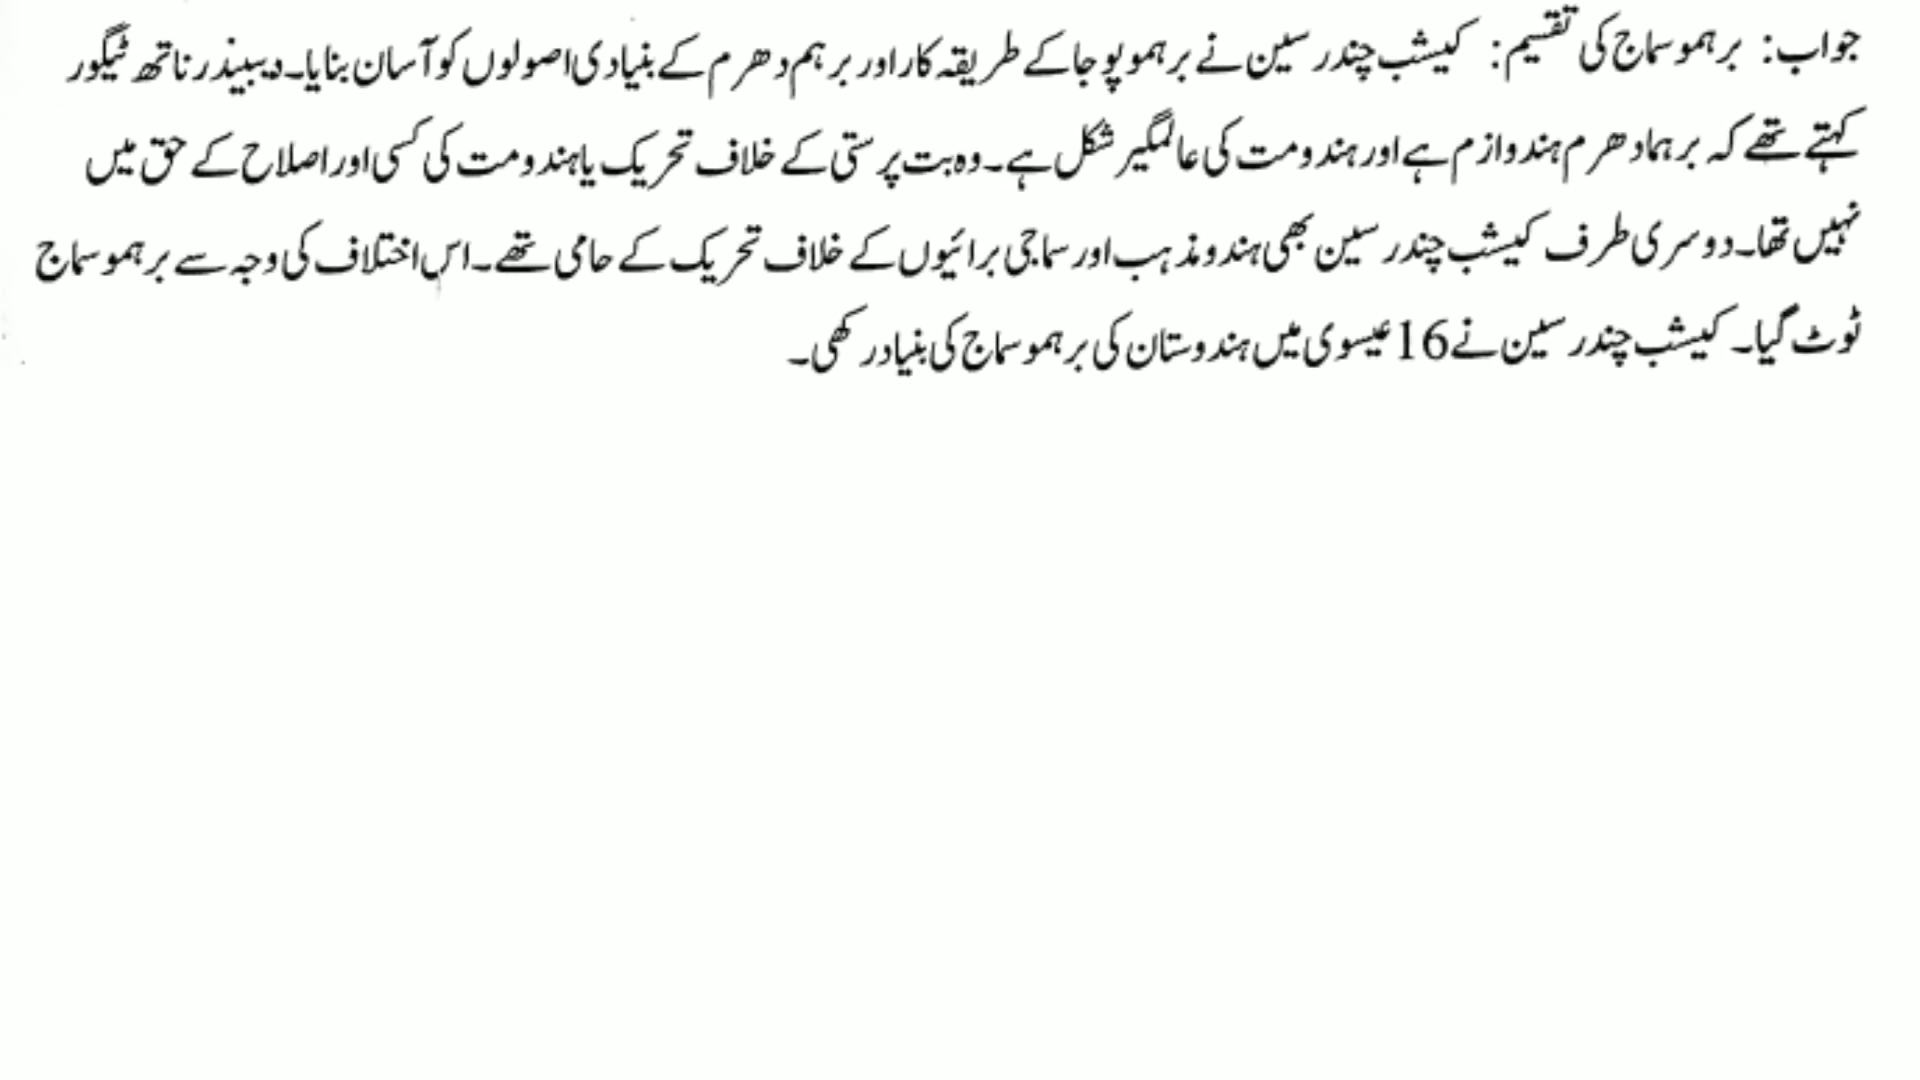 جواب: برہمو سماج کی تقسیم: کیشب چندر سین نے برہمو پوجا کے طریقہ کار اور برہم دھرم کے بنیادی اصولوں کو آسان بنایا۔ دیبیندر ناتھ ٹیگور
کہتے تھے کہ برہما دھرم ہندوازم ہے اور ہندو مت کی عالمگیر شکل ہے۔ وہ بت پرستی کے خلاف تحریک یا ہندو مت کی کسی اور اصلاح کے حق میں
نہیں تھا۔ دوسری طرف کیشب چندر سین بھی ہندو مذہب اور سماجی برائیوں کے خلاف تحریک کے حامی تھے۔ اس اختلاف کی وجہ سے برہمو سماج
ٹوٹ گیا۔ کیشب چندر سین نے 16 عیسوی میں ہندوستان کی برہمو سماج کی بنیاد رکھی۔